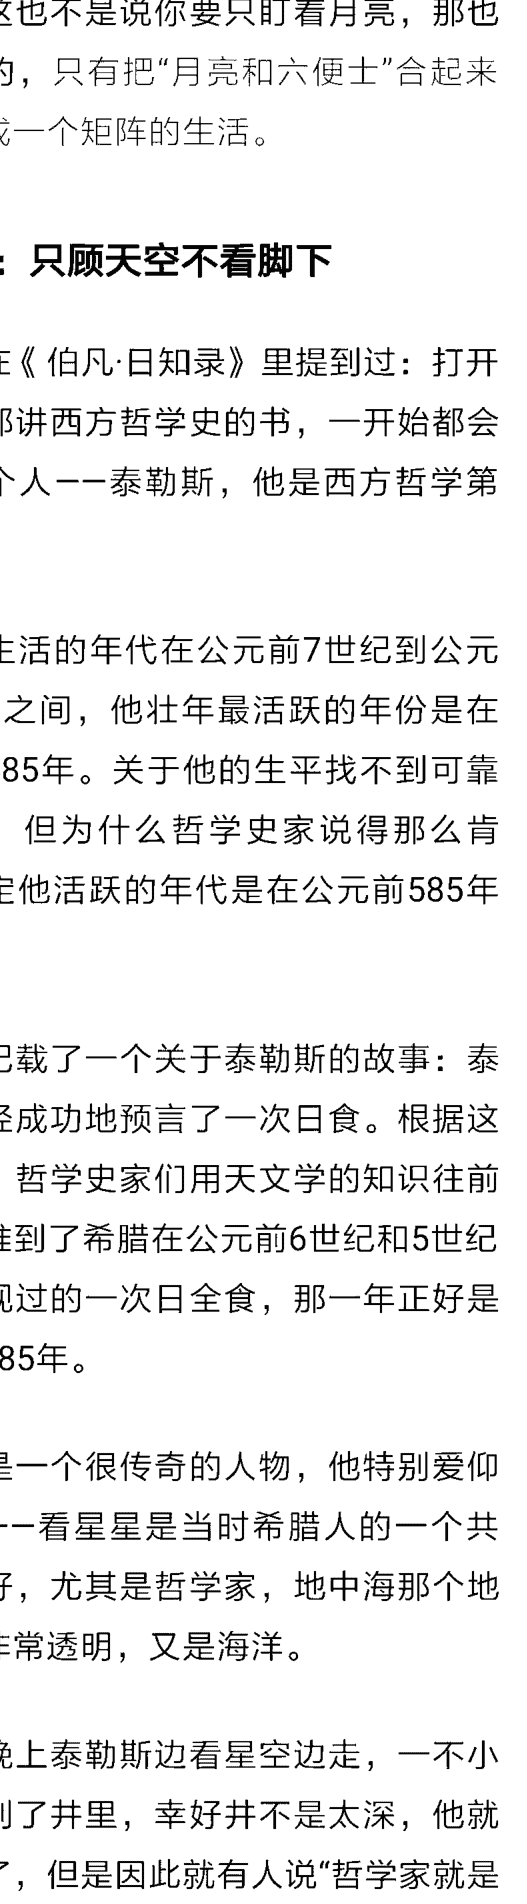 这也不是说你要只盯着月亮，那也
的，只有把“月亮和六便士”合起来
成一个矩阵的生活。
：只顾天空不看脚下
在《 伯凡·日知录》里提到过：打开
部讲西方哲学史的书，一开始都会
个人——泰勒斯，他是西方哲学第
生活的年代在公元前7世纪到公元
之间，他壮年最活跃的年份是在
85年。关于他的生平找不到可靠
但为什么哲学史家说得那么肯
定他活跃的年代是在公元前585年
记载了一个关于泰勒斯的故事：泰
经成功地预言了一次日食。根据这
哲学史家们用天文学的知识往前
推到了希腊在公元前6世纪和5世纪
现过的一次日全食，那一年正好是
85年。
是一个很传奇的人物，他特别爱仰
——看星星是当时希腊人的一个共
好，尤其是哲学家，地中海那个地
非常透明，又是海洋。
晚上泰勒斯边看星空边走，一不小
到了井里，幸好井不是太深，他就
了，但是因此就有人说“哲学家就是